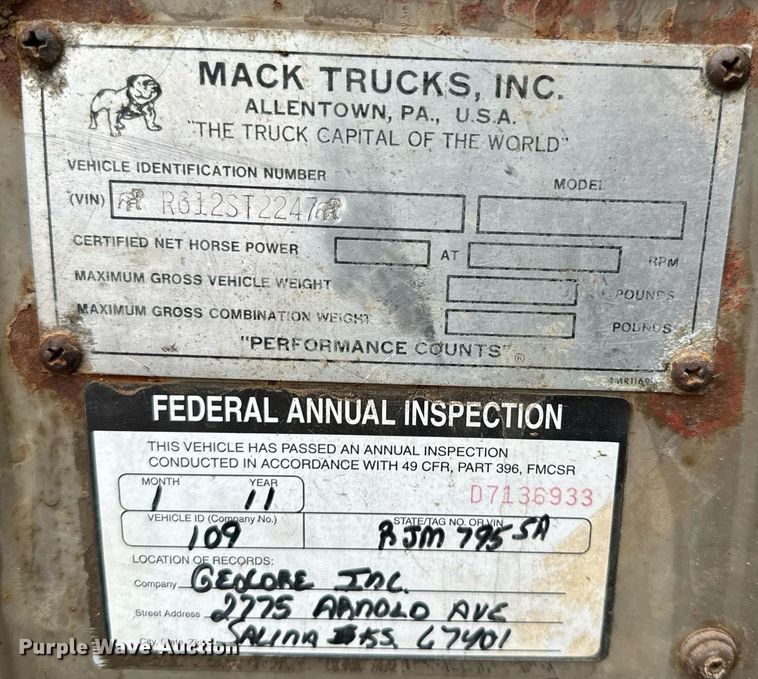 MACK TRUCKS, INC.
ALLENTOWN, PA., U.S.A.
"THE TRUCK CAPITAL OF THE WORLD"
VEHICLE IDENTIFICATION NUMBER
MODEL
(VIN) R612ST2247
CERTIFIED NET HORSE POWER AT RPM
MAXIMUM GROSS VEHICLE WEIGHT POUNDS
MAXIMUM GROSS COMBINATION WEIGHT POUNDS
"PERFORMANCE COUNTS" ®
FEDERAL ANNUAL INSPECTION
THIS VEHICLE HAS PASSED AN ANNUAL INSPECTION
CONDUCTED IN ACCORDANCE WITH 49 CFR, PART 396, FMCSR
MONTH YEAR
1 11
D7136933
VEHICLE ID (Company No.) STATE/TAG NO. OR VIN
109 RJM 795 SA
LOCATION OF RECORDS:
Company GEOCORE INC.
Street Address 2775 ARNOLD AVE
City, State, Zip SALINA KS 67401
Purple Wave Auction